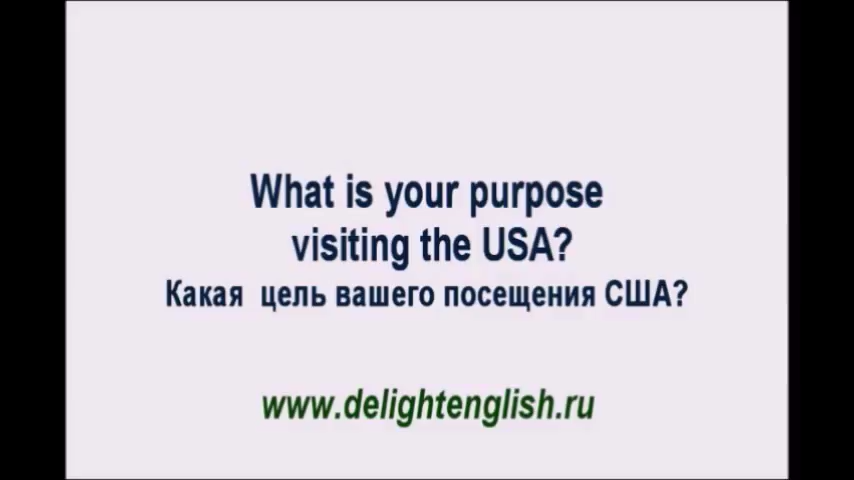 What is your purpose
visiting the USA?
Какая цель вашего посещения США?
www.delightenglish.ru